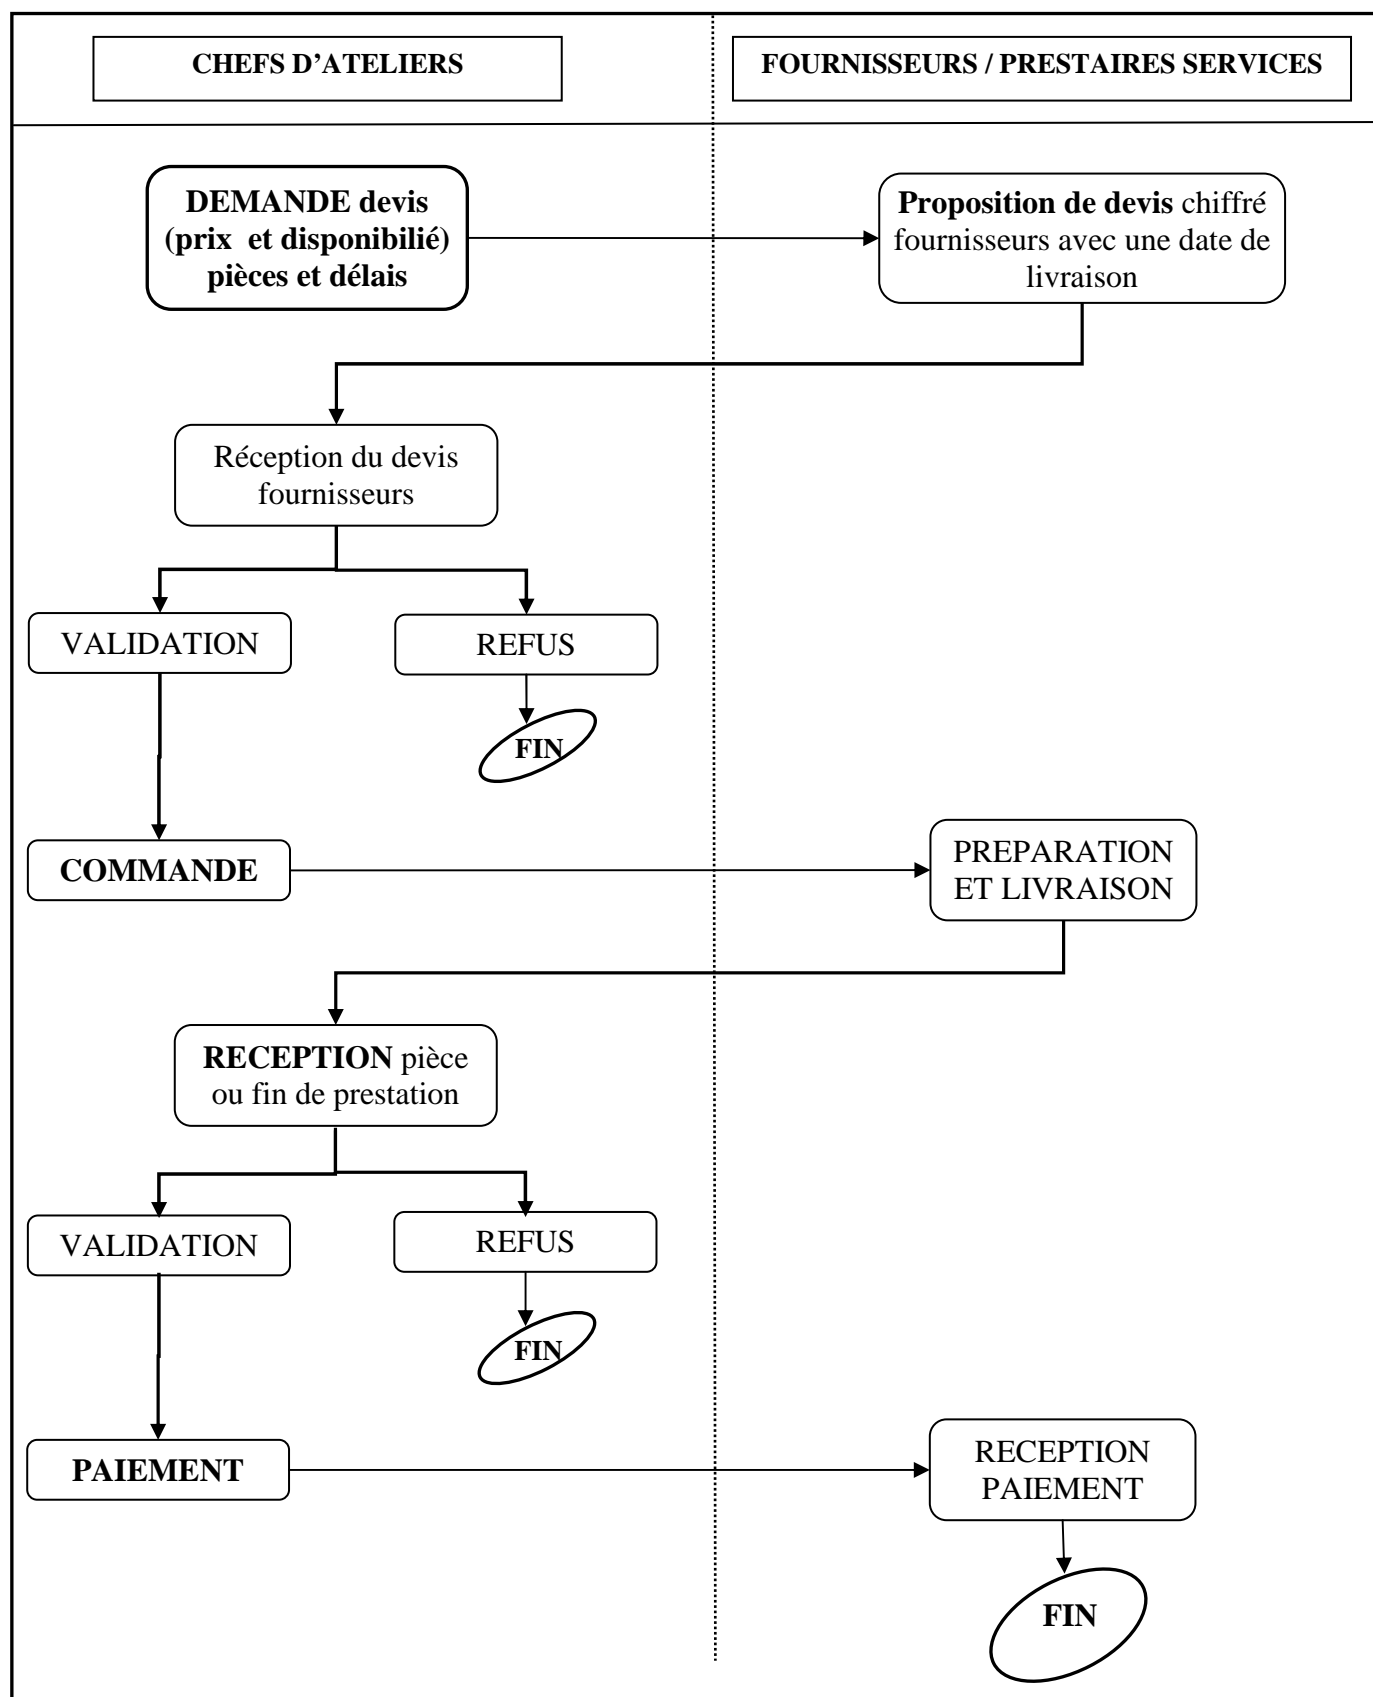 CHEFS D’ATELIERS
FOURNISSEURS / PRESTAIRES SERVICES
DEMANDE devis
(prix et disponibilié)
pièces et délais
Proposition de devis chiffré
fournisseurs avec une date de
livraison
Réception du devis
fournisseurs
VALIDATION
REFUS
FIN
COMMANDE
PREPARATION
ET LIVRAISON
RECEPTION pièce
ou fin de prestation
VALIDATION
REFUS
FIN
PAIEMENT
RECEPTION
PAIEMENT
FIN